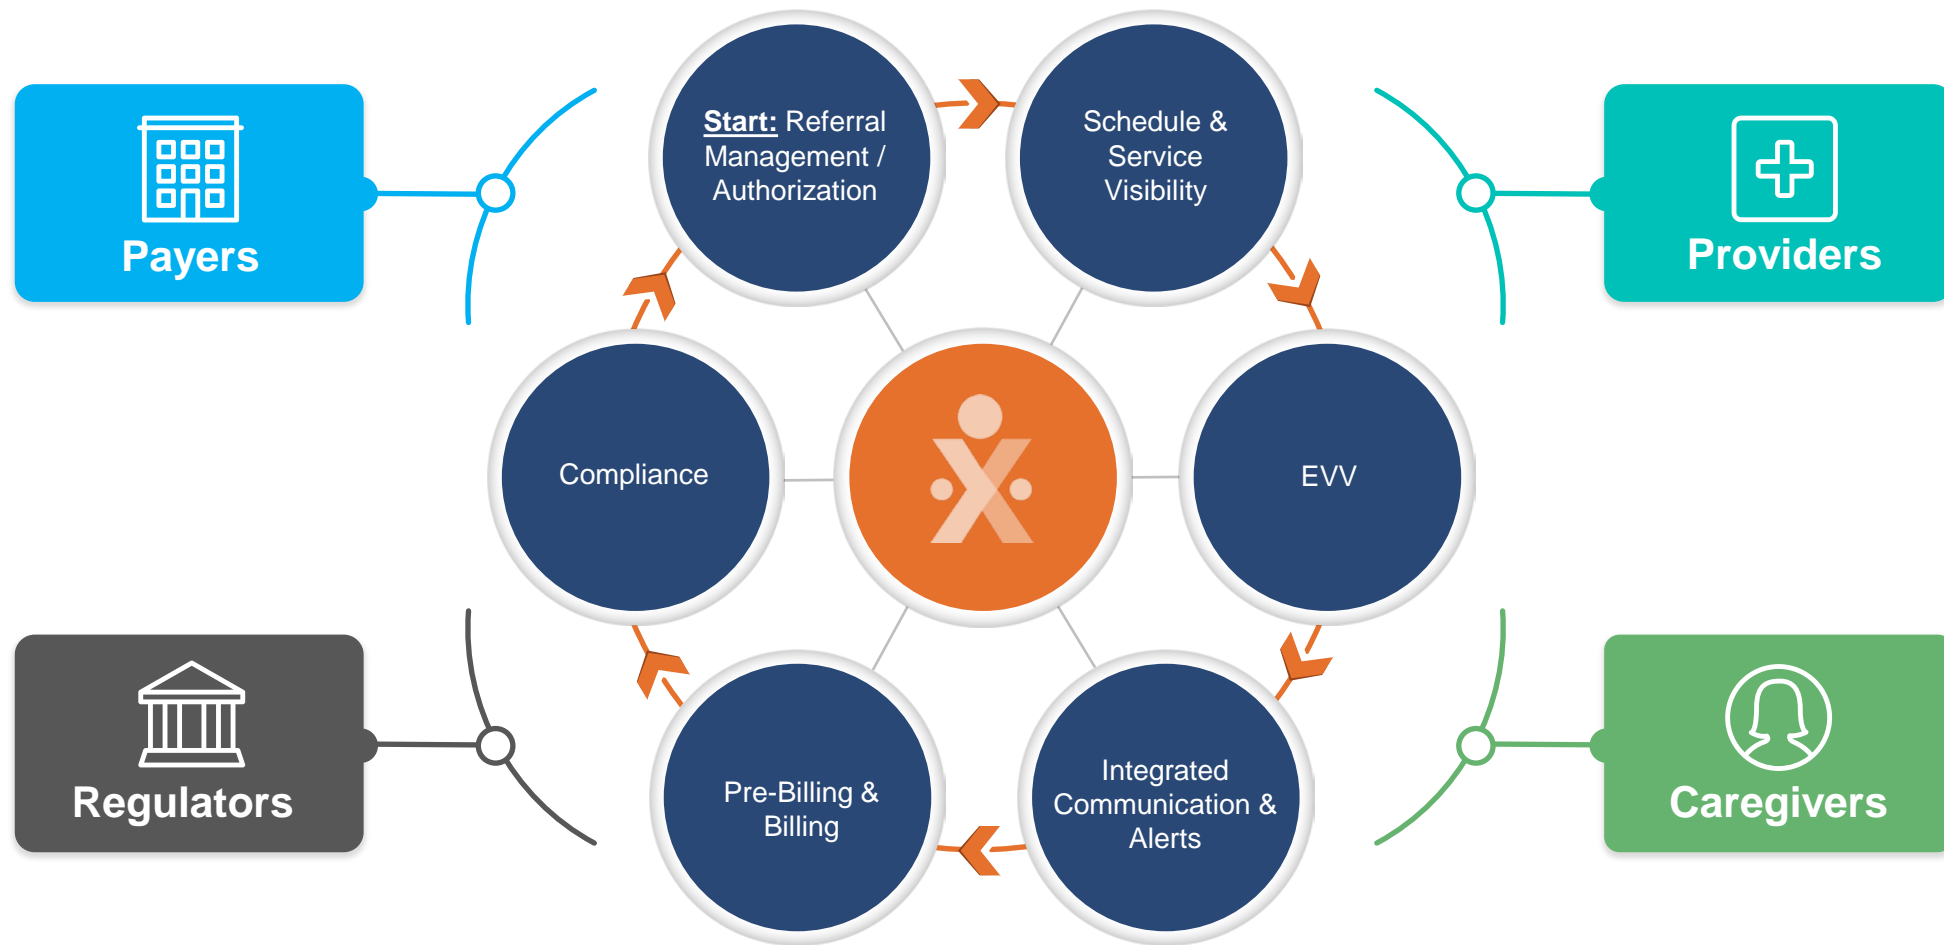 Start: Referral
Management /
Authorization
Schedule &
Service
Visibility
Payers
Providers
Compliance
EVV
Regulators
Pre-Billing &
Billing
Integrated
Communication &
Alerts
Caregivers